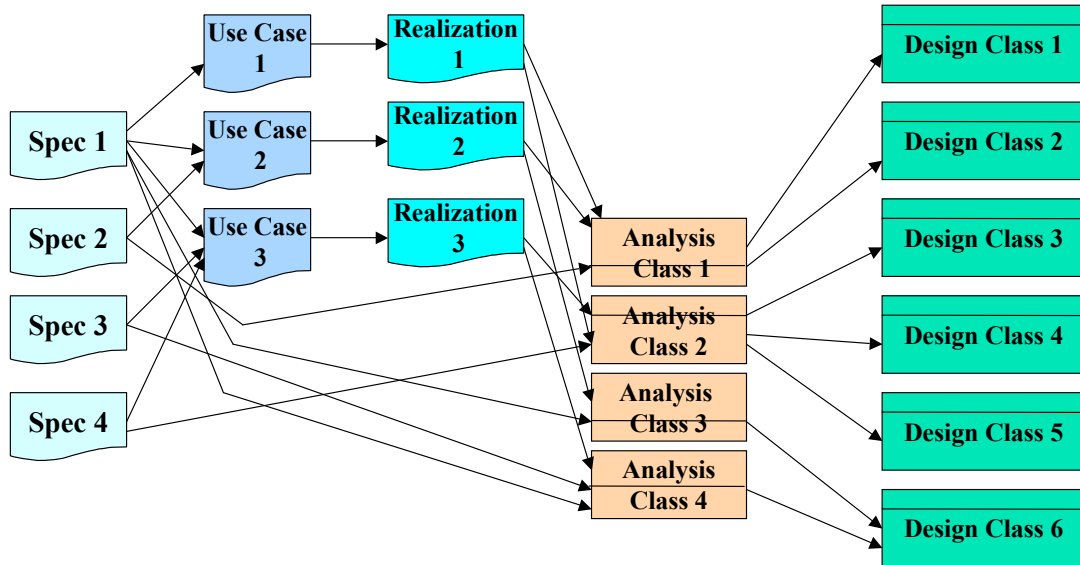 Spec 1
Spec 2
Spec 3
Spec 4
Use Case
1
Use Case
2
Use Case
3
Realization
1
Realization
2
Realization
3
Analysis
Class 1
Analysis
Class 2
Analysis
Class 3
Analysis
Class 4
Design Class 1
Design Class 2
Design Class 3
Design Class 4
Design Class 5
Design Class 6